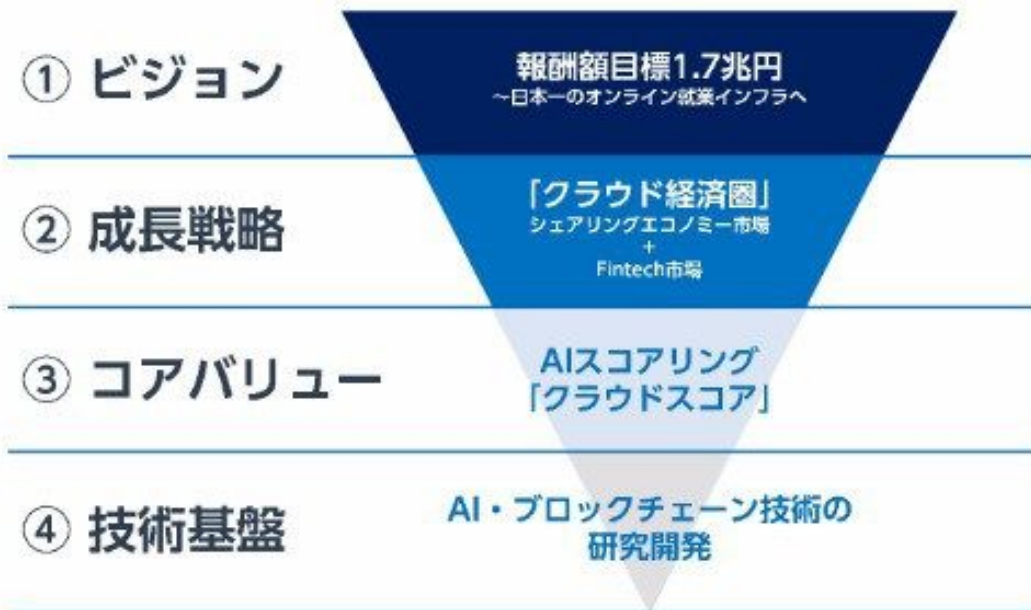 ① ビジョン
報酬額目標1.7兆円
〜日本一のオンライン就業インフラへ
② 成長戦略
「クラウド経済圏」
シェアリングエコノミー市場
+
Fintech市場
③ コアバリュー
AIスコアリング
「クラウドスコア」
④ 技術基盤
AI・ブロックチェーン技術の
研究開発